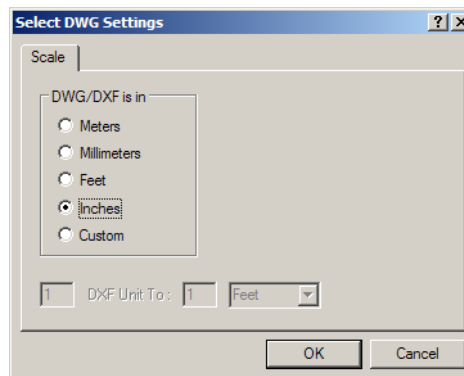 Select DWG Settings ? X
Scale
DWG/DXF is in
Meters
Millimeters
Feet
Inches
Custom
1 DXF Unit To : 1 Feet
OK Cancel